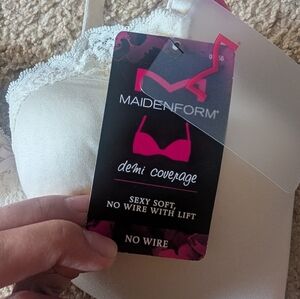 MAIDENFORM®
demi coverage
SEXY SOFT,
NO WIRE WITH LIFT
NO WIRE